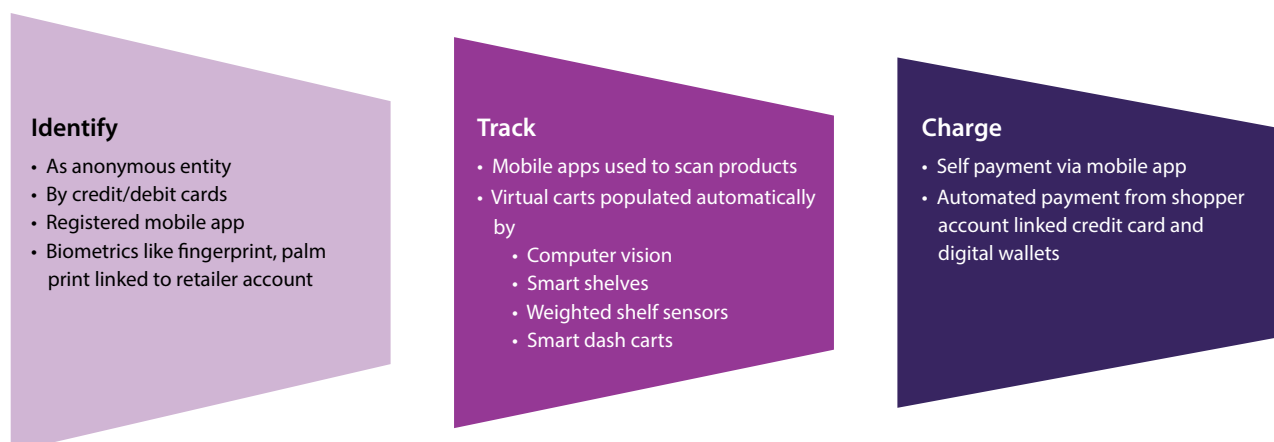 Identify
• As anonymous entity
• By credit/debit cards
• Registered mobile app
• Biometrics like fingerprint, palm
print linked to retailer account
Track
• Mobile apps used to scan products
• Virtual carts populated automatically
by
• Computer vision
• Smart shelves
• Weighted shelf sensors
• Smart dash carts
Charge
• Self payment via mobile app
• Automated payment from shopper
account linked credit card and
digital wallets